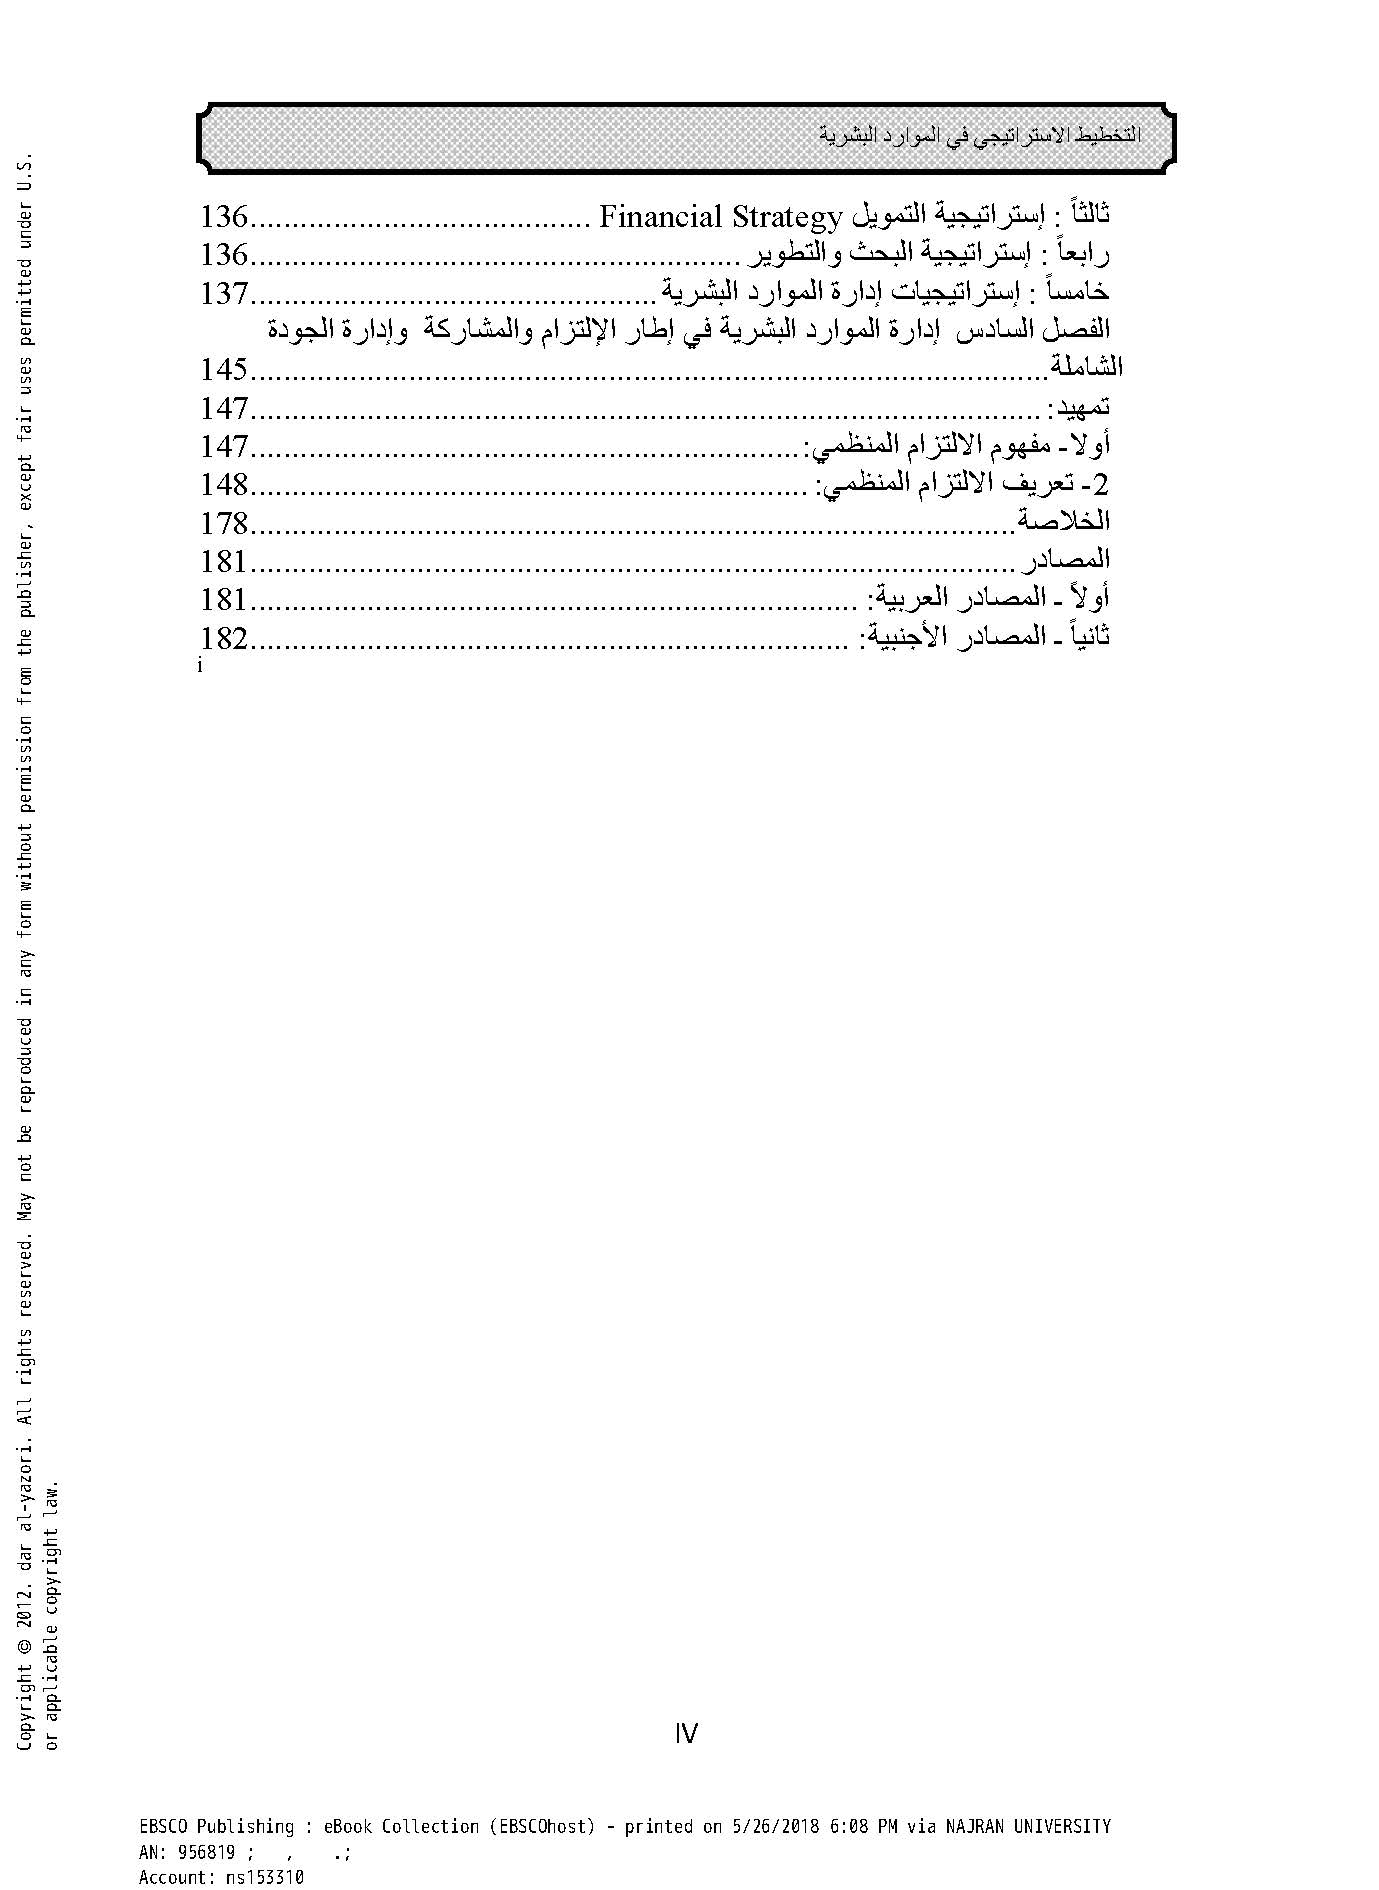 التخطيط الاستراتيجي في الموارد البشرية
ثالثاً : إستراتيجية التمويل Financial Strategy ........................................136
رابعاً : إستراتيجية البحث والتطوير ..........................................................136
خامساً : إستراتيجيات إدارة الموارد البشرية ................................................137
الفصل السادس إدارة الموارد البشرية في إطار الإلتزام والمشاركة وإدارة الجودة
الشاملة...............................................................................................145
تمهيد: ..............................................................................................147
أولا- مفهوم الالتزام المنظمي:..................................................................147
2- تعريف الالتزام المنظمي: ..................................................................148
الخلاصة...........................................................................................178
المصادر ...........................................................................................181
أولاً ـ المصادر العربية: ........................................................................181
ثانياً ـ المصادر الأجنبية: .......................................................................182
i
IV
Copyright © 2012. dar al-yazori. All rights reserved. May not be reproduced in any form without permission from the publisher, except fair uses permitted under U.S.
or applicable copyright law.
EBSCO Publishing : eBook Collection (EBSCOhost) - printed on 5/26/2018 6:08 PM via NAJRAN UNIVERSITY
AN: 956819 ; , .;
Account: ns153310